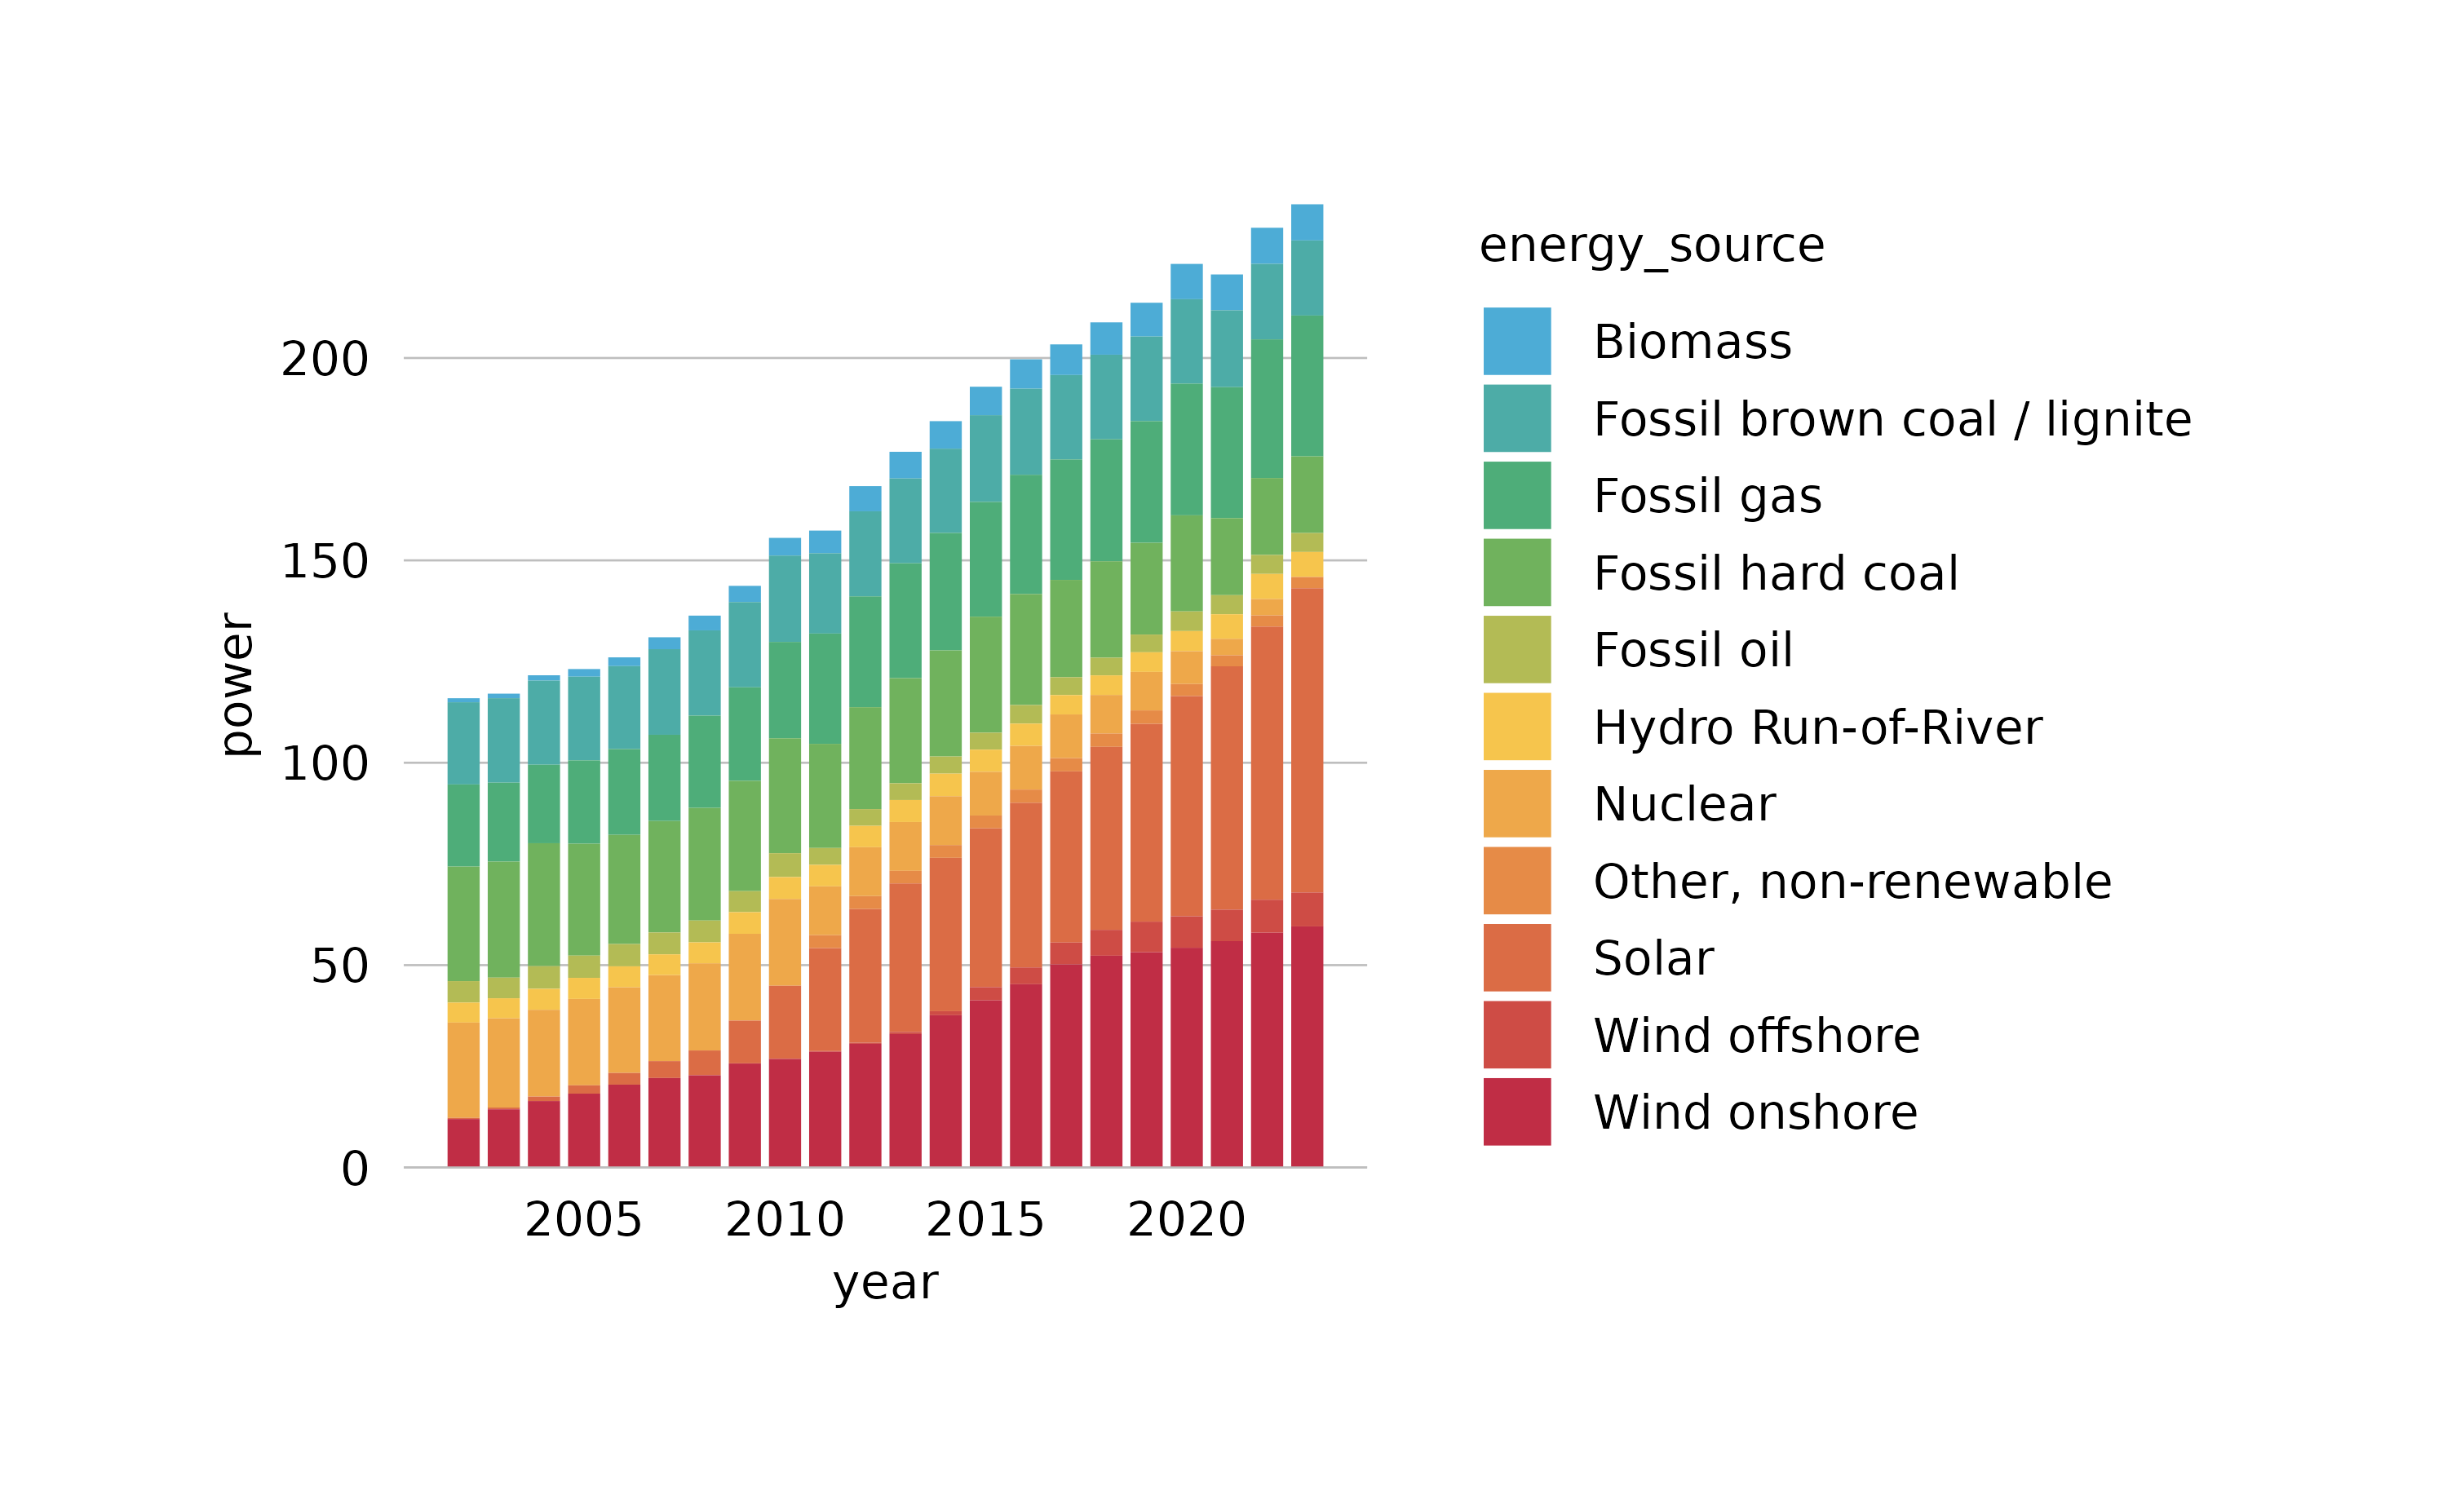 energy_source
Biomass
Fossil brown coal / lignite
Fossil gas
Fossil hard coal
Fossil oil
Hydro Run-of-River
Nuclear
Other, non-renewable
Solar
Wind offshore
Wind onshore
power
200
150
100
50
0
2005 2010 2015 2020
year